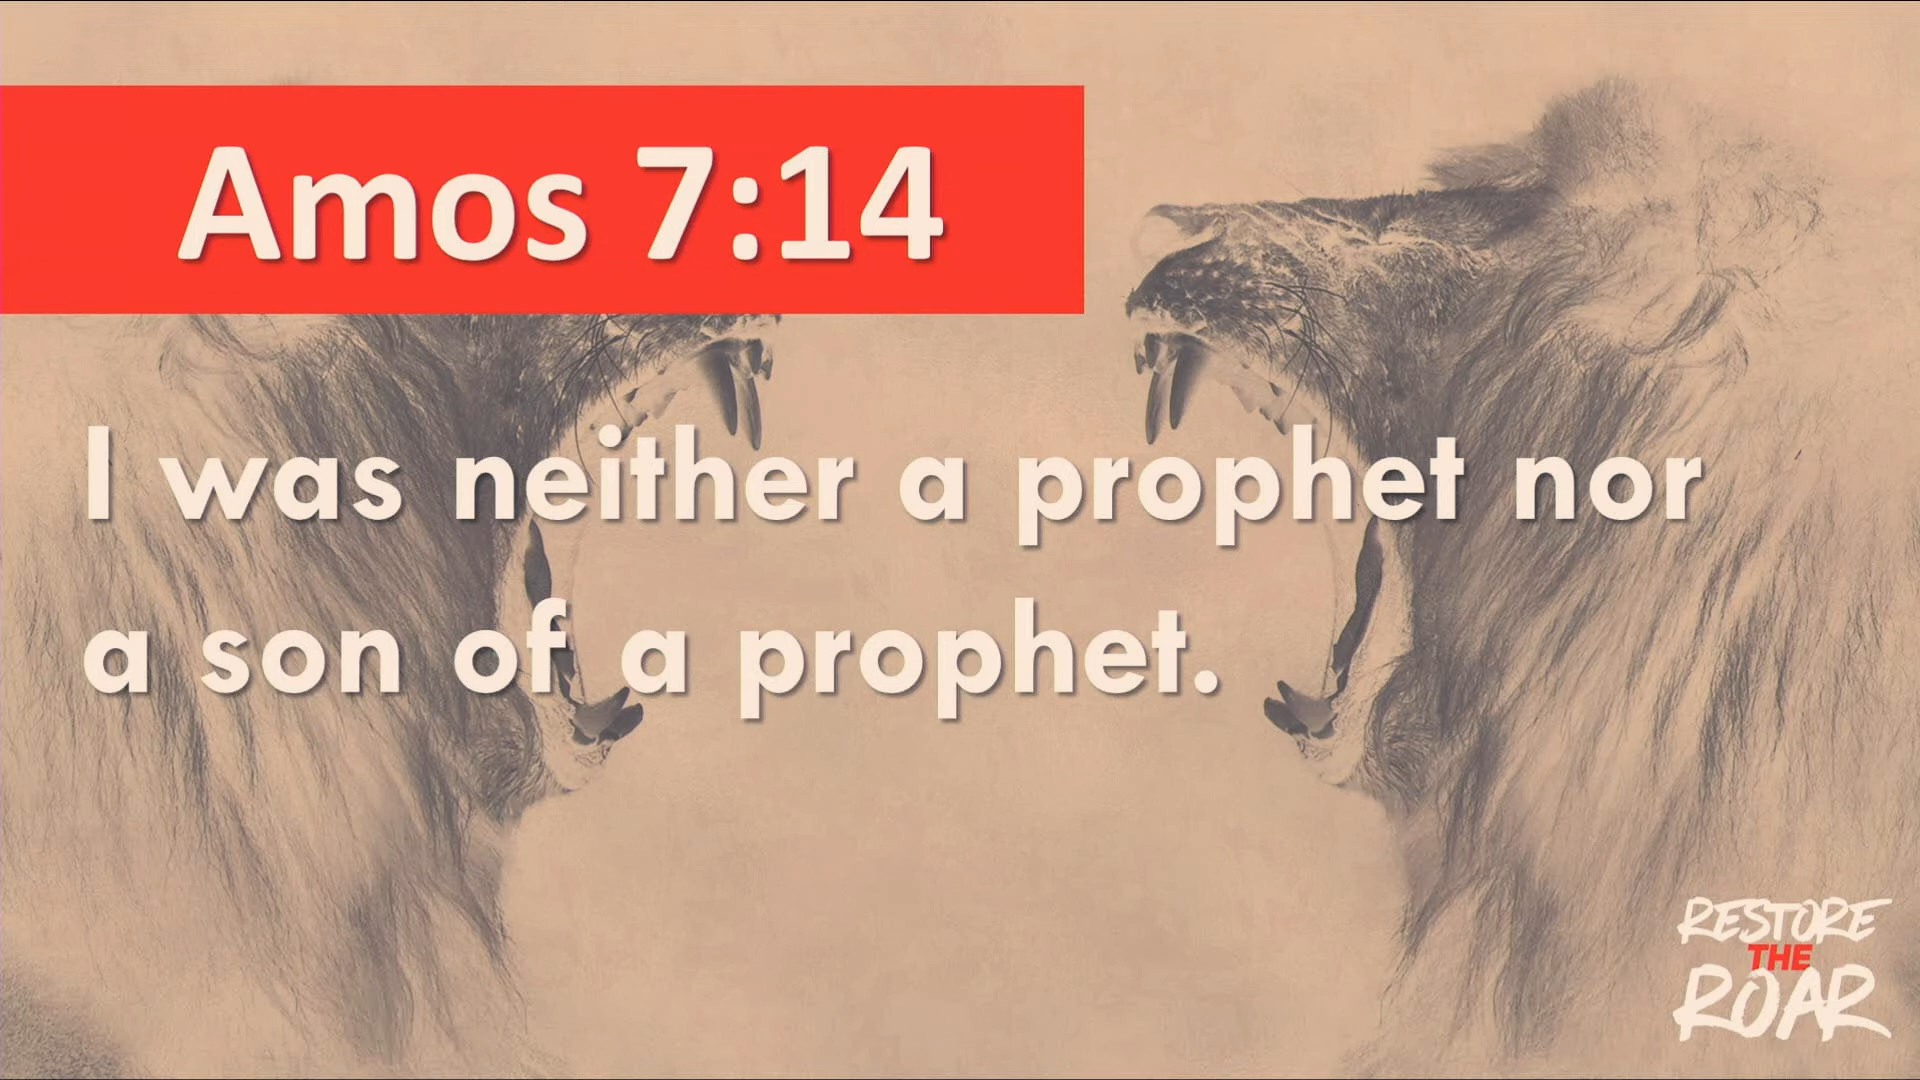 Amos 7:14
I was neither a prophet nor
a son of a prophet.
RESTORE
THE
ROAR